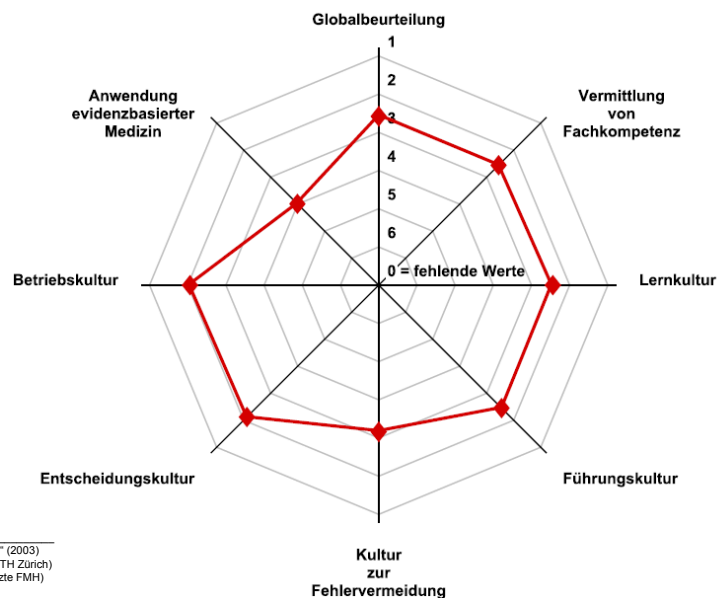 Globalbeurteilung
1
2
3
4
5
6
0 = fehlende Werte
Vermittlung
von
Fachkompetenz
Lernkultur
Führungskultur
Kultur
zur
Fehlervermeidung
Entscheidungskultur
Betriebskultur
Anwendung
evidenzbasierter
Medizin
" (2003)
TH Zürich)
zte FMH)